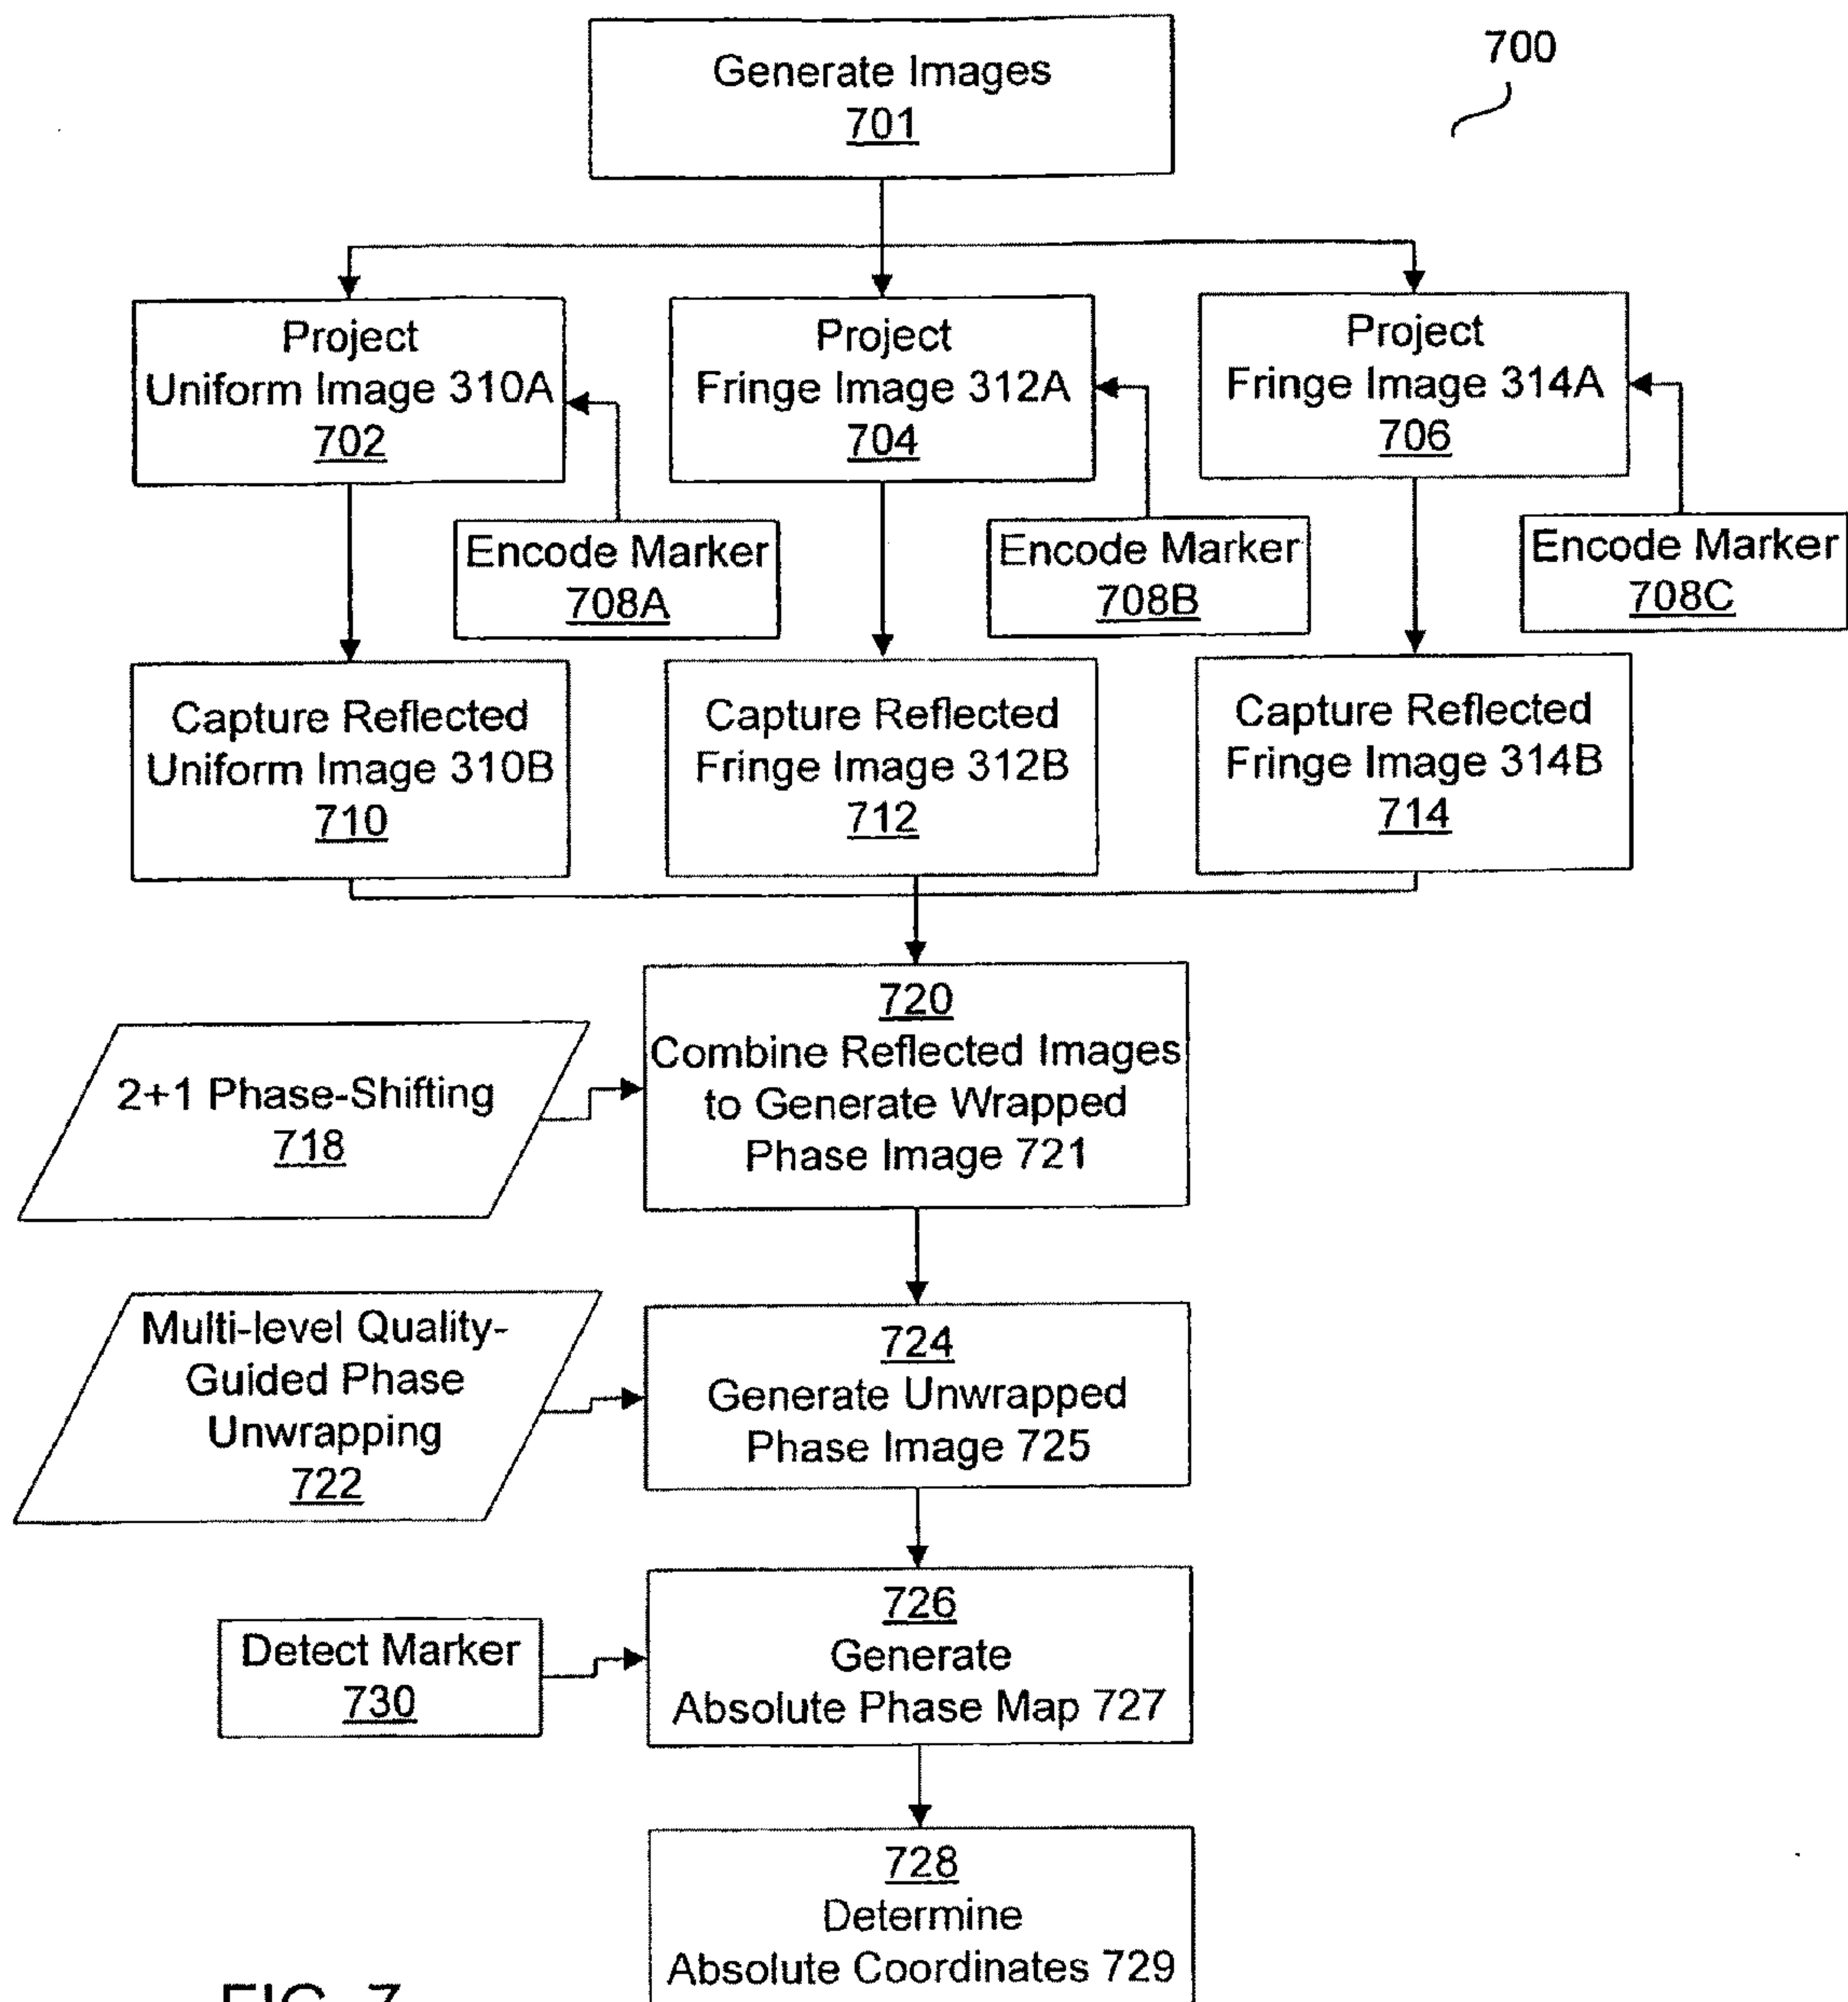 Generate Images
701
700
Project
Uniform Image 310A
702
Project
Fringe Image 312A
704
Project
Fringe Image 314A
706
Encode Marker
708A
Encode Marker
708B
Encode Marker
708C
Capture Reflected
Uniform Image 310B
710
Capture Reflected
Fringe Image 312B
712
Capture Reflected
Fringe Image 314B
714
2+1 Phase-Shifting
718
720
Combine Reflected Images
to Generate Wrapped
Phase Image 721
Multi-level Quality-
Guided Phase
Unwrapping
722
724
Generate Unwrapped
Phase Image 725
Detect Marker
730
726
Generate
Absolute Phase Map 727
728
Determine
Absolute Coordinates 729
FIG. 7